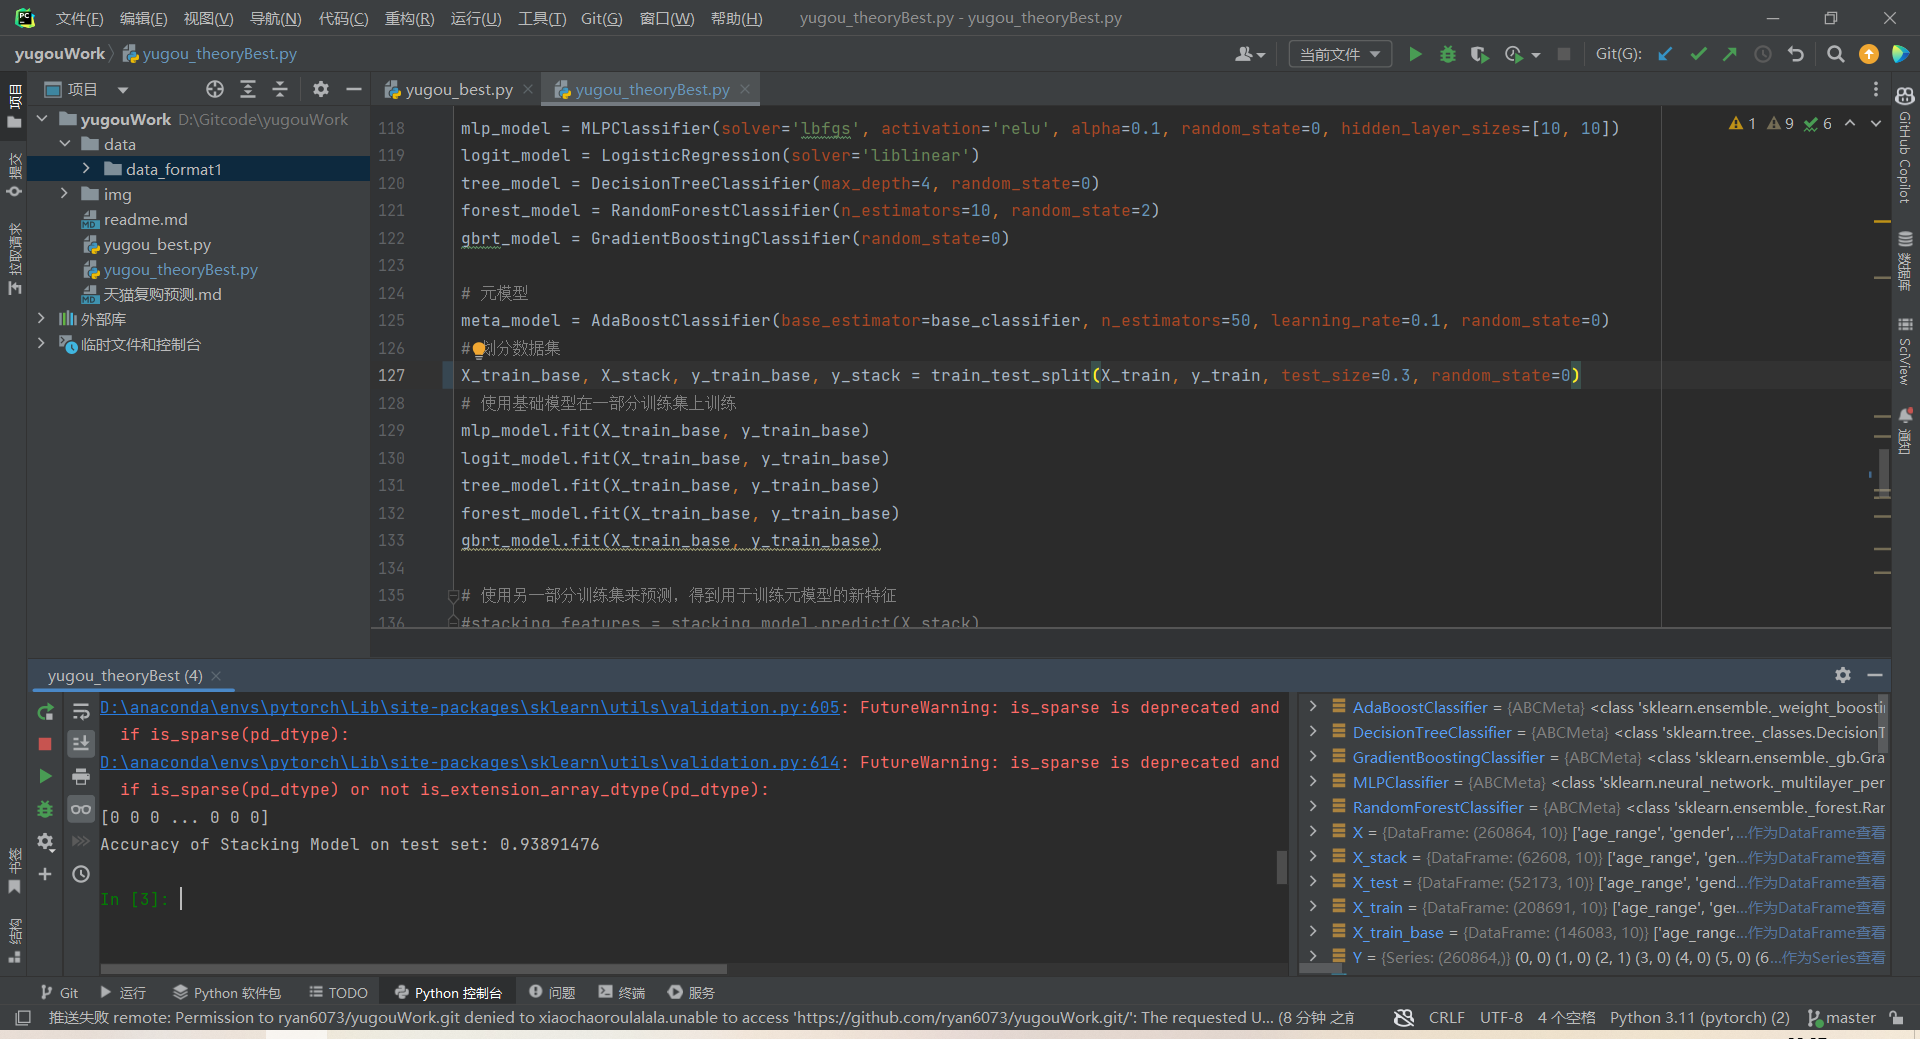 文件(F) 编辑(E) 视图(V) 导航(N) 代码(C) 重构(R) 运行(U) 工具(T) Git(G) 窗口(W) 帮助(H) yugou_theoryBest.py - yugou_theoryBest.py
yugouWork yugou_theoryBest.py 当前文件 Git(G):
项目 yugou_best.py yugou_theoryBest.py
yugouWork D:\Gitcode\yugouWork
data
data_format1
img
readme.md
yugou_best.py
yugou_theoryBest.py
天猫复购预测.md
外部库
临时文件和控制台
项目
提交
拉取请求
书签
结构
1 9 6
118 mlp_model = MLPClassifier(solver='lbfgs', activation='relu', alpha=0.1, random_state=0, hidden_layer_sizes=[10, 10])
119 logit_model = LogisticRegression(solver='liblinear')
120 tree_model = DecisionTreeClassifier(max_depth=4, random_state=0)
121 forest_model = RandomForestClassifier(n_estimators=10, random_state=2)
122 gbrt_model = GradientBoostingClassifier(random_state=0)
123
124 # 元模型
125 meta_model = AdaBoostClassifier(base_estimator=base_classifier, n_estimators=50, learning_rate=0.1, random_state=0)
126 # 划分数据集
127 X_train_base, X_stack, y_train_base, y_stack = train_test_split(X_train, y_train, test_size=0.3, random_state=0)
128 # 使用基础模型在一部分训练集上训练
129 mlp_model.fit(X_train_base, y_train_base)
130 logit_model.fit(X_train_base, y_train_base)
131 tree_model.fit(X_train_base, y_train_base)
132 forest_model.fit(X_train_base, y_train_base)
133 gbrt_model.fit(X_train_base, y_train_base)
134
135 # 使用另一部分训练集来预测，得到用于训练元模型的新特征
136 #stacking_features = stacking_model.predict(X_stack)
GitHub Copilot
数据库
SciView
通知
yugou_theoryBest (4)
D:\anaconda\envs\pytorch\Lib\site-packages\sklearn\utils\validation.py:605: FutureWarning: is_sparse is deprecated and
if is_sparse(pd_dtype):
D:\anaconda\envs\pytorch\Lib\site-packages\sklearn\utils\validation.py:614: FutureWarning: is_sparse is deprecated and
if is_sparse(pd_dtype) or not is_extension_array_dtype(pd_dtype):
[0 0 0 ... 0 0 0]
Accuracy of Stacking Model on test set: 0.93891476
In [3]:
AdaBoostClassifier = {ABCMeta} <class 'sklearn.ensemble._weight_boosti
DecisionTreeClassifier = {ABCMeta} <class 'sklearn.tree._classes.DecisionT
GradientBoostingClassifier = {ABCMeta} <class 'sklearn.ensemble._gb.Gra
MLPClassifier = {ABCMeta} <class 'sklearn.neural_network._multilayer_per
RandomForestClassifier = {ABCMeta} <class 'sklearn.ensemble._forest.Rar
X = {DataFrame: (260864, 10)} ['age_range', 'gender', ...作为DataFrame查看
X_stack = {DataFrame: (62608, 10)} ['age_range', 'gen ...作为DataFrame查看
X_test = {DataFrame: (52173, 10)} ['age_range', 'gend ...作为DataFrame查看
X_train = {DataFrame: (208691, 10)} ['age_range', 'ger ...作为DataFrame查看
X_train_base = {DataFrame: (146083, 10)} ['age_range ...作为DataFrame查看
Y = {Series: (260864,)} (0, 0) (1, 0) (2, 1) (3, 0) (4, 0) (5, 0) (6 ...作为Series查看
Git 运行 Python 软件包 TODO Python 控制台 问题 终端 服务
推送失败 remote: Permission to ryan6073/yugouWork.git denied to xiaochaoroulalala.unable to access 'https://github.com/ryan6073/yugouWork.git/': The requested U... (8 分钟 之前 CRLF UTF-8 4 个空格 Python 3.11 (pytorch) (2) master